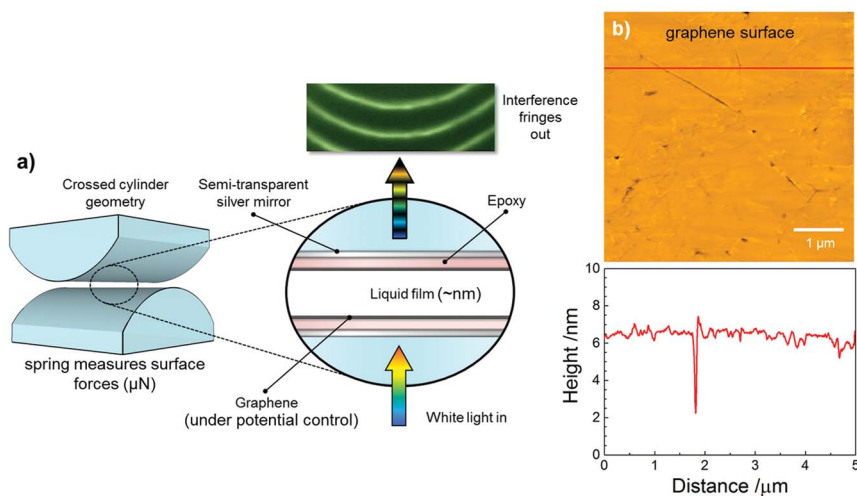 a)
Crossed cylinder
geometry
spring measures surface
forces (µN)
Semi-transparent
silver mirror
Interference
fringes
out
Epoxy
Liquid film (~nm)
Graphene
(under potential control)
White light in
b)
graphene surface
1 µm
Height /nm
10
8
6
4
2
0
0 1 2 3 4 5
Distance /µm